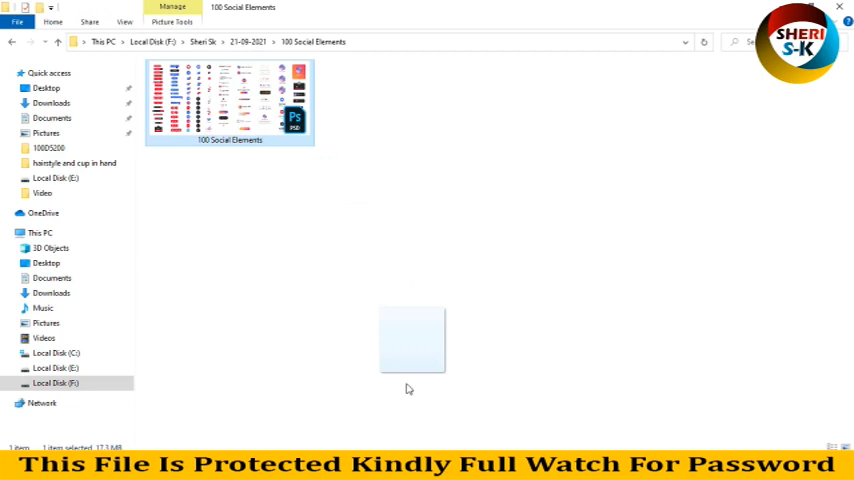 Manage
100 Social Elements
File
Home
Share
View
Picture Tools
This PC
Local Disk (F:)
Sheri Sk
21-09-2021
100 Social Elements
SHERI
S-K
Quick access
Desktop
Downloads
Documents
Pictures
100D5200
hairstyle and cup in hand
Local Disk (E:)
Video
OneDrive
This PC
3D Objects
Desktop
Documents
Downloads
Music
Pictures
Videos
Local Disk (C:)
Local Disk (E:)
Local Disk (F:)
Network
Ps
PSD
100 Social Elements
1 item
1 item selected 17.3 MB
This File Is Protected Kindly Full Watch For Password